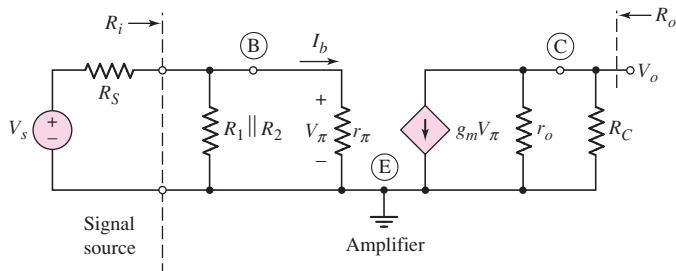 R_i
B
I_b
C
R_o
R_S
V_o
+
V_s
+
−
R_1 || R_2
V_π
r_π
−
g_mV_π
r_o
R_C
E
Signal
source
Amplifier